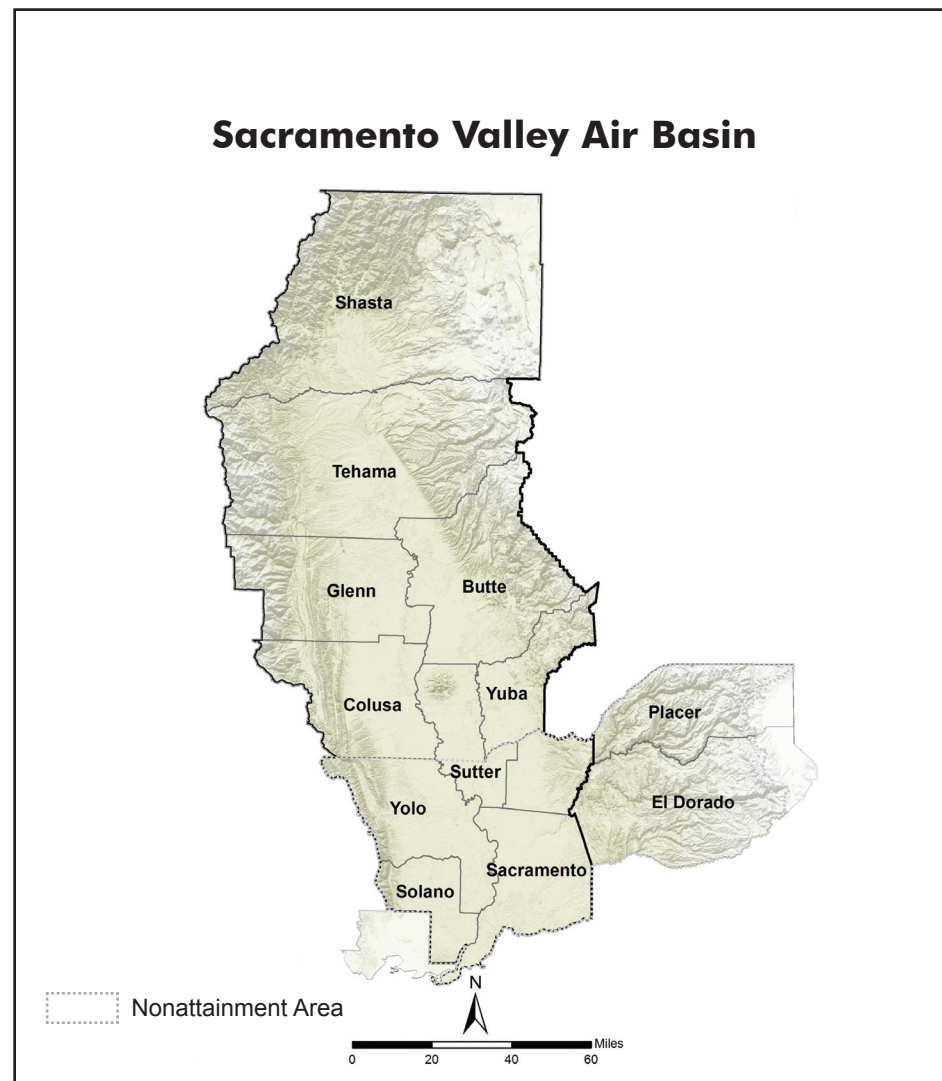 Sacramento Valley Air Basin
Shasta
Tehama
Glenn
Butte
Colusa
Yuba
Placer
Sutter
El Dorado
Yolo
Sacramento
Solano
N
Nonattainment Area
Miles
0 20 40 60